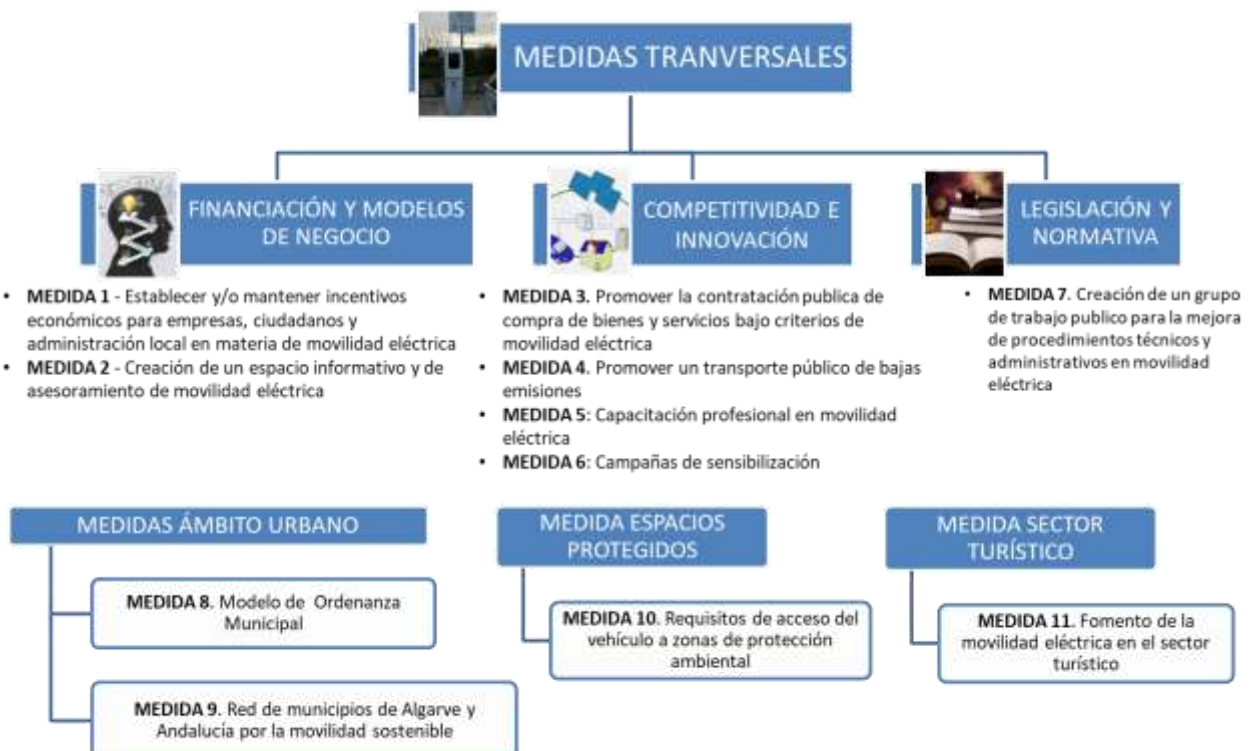 MEDIDAS TRANVERSALES
FINANCIACIÓN Y MODELOS
DE NEGOCIO
• MEDIDA 1 - Establecer y/o mantener incentivos
económicos para empresas, ciudadanos y
administración local en materia de movilidad eléctrica
• MEDIDA 2 - Creación de un espacio informativo y de
asesoramiento de movilidad eléctrica
COMPETITIVIDAD E
INNOVACIÓN
• MEDIDA 3. Promover la contratación publica de
compra de bienes y servicios bajo criterios de
movilidad eléctrica
• MEDIDA 4. Promover un transporte público de bajas
emisiones
• MEDIDA 5: Capacitación profesional en movilidad
eléctrica
• MEDIDA 6: Campañas de sensibilización
LEGISLACIÓN Y
NORMATIVA
• MEDIDA 7. Creación de un grupo
de trabajo publico para la mejora
de procedimientos técnicos y
administrativos en movilidad
eléctrica
MEDIDAS ÁMBITO URBANO
MEDIDA 8. Modelo de Ordenanza
Municipal
MEDIDA 9. Red de municipios de Algarve y
Andalucía por la movilidad sostenible
MEDIDA ESPACIOS
PROTEGIDOS
MEDIDA 10. Requisitos de acceso del
vehículo a zonas de protección
ambiental
MEDIDA SECTOR
TURÍSTICO
MEDIDA 11. Fomento de la
movilidad eléctrica en el sector
turístico